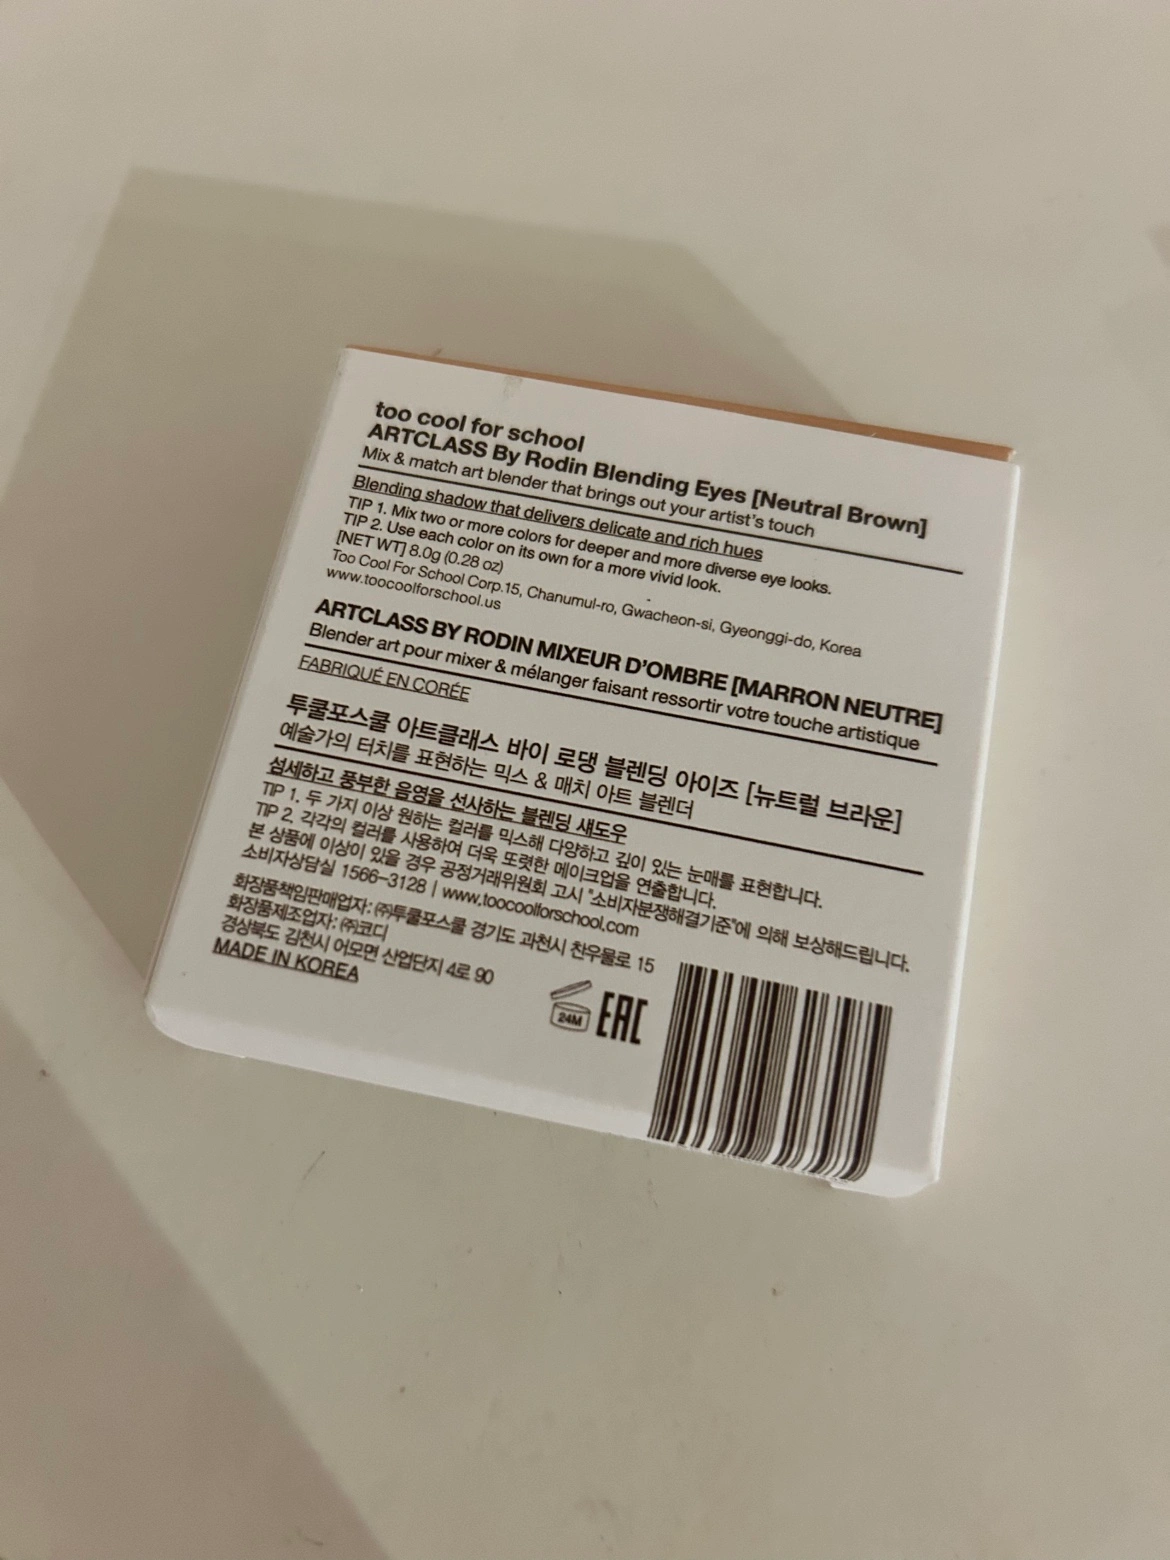 too cool for school
ARTCLASS By Rodin Blending Eyes [Neutral Brown]
Mix & match art blender that brings out your artist's touch
Blending shadow that delivers delicate and rich hues
TIP 1. Mix two or more colors for deeper and more diverse eye looks.
TIP 2. Use each color on its own for a more vivid look.
[NET WT] 8.0g (0.28 oz)
Too Cool For School Corp.15, Chanumul-ro, Gwacheon-si, Gyeonggi-do, Korea
www.toocoolforschool.us
ARTCLASS BY RODIN MIXEUR D'OMBRE [MARRON NEUTRE]
Blender art pour mixer & mélanger faisant ressortir votre touche artistique
FABRIQUÉ EN CORÉE
투쿨포스쿨 아트클래스 바이 로댕 블렌딩 아이즈 [뉴트럴 브라운]
예술가의 터치를 표현하는 믹스 & 매치 아트 블렌더
섬세하고 풍부한 음영을 선사하는 블렌딩 섀도우
TIP 1. 두 가지 이상 원하는 컬러를 믹스해 다양하고 깊이 있는 눈매를 표현합니다.
TIP 2. 각각의 컬러를 사용하여 더욱 또렷한 메이크업을 연출합니다.
본 상품에 이상이 있을 경우 공정거래위원회 고시 "소비자분쟁해결기준"에 의해 보상해드립니다.
소비자상담실 1566–3128 | www.toocoolforschool.com
화장품책임판매업자: ㈜투쿨포스쿨 경기도 과천시 찬우물로 15
화장품제조업자: ㈜코디
경상북도 김천시 어모면 산업단지 4로 90
MADE IN KOREA
24M
EAC